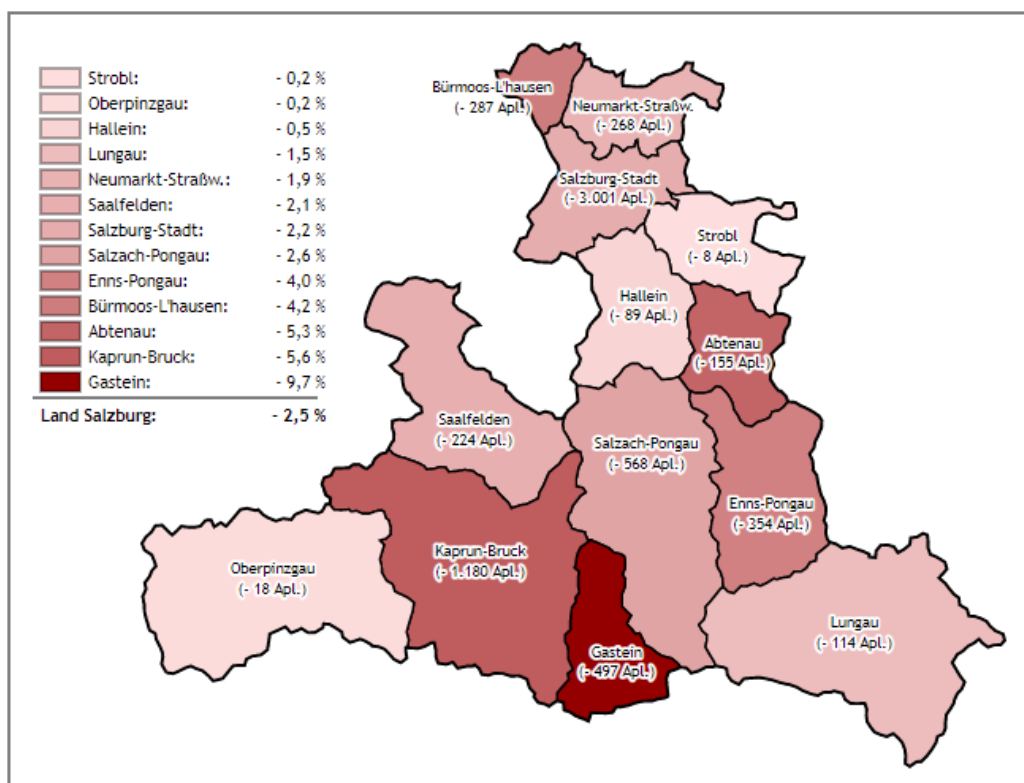 Strobl: - 0,2 %
Oberpinzgau: - 0,2 %
Hallein: - 0,5 %
Lungau: - 1,5 %
Neumarkt-Straßw.: - 1,9 %
Saalfelden: - 2,1 %
Salzburg-Stadt: - 2,2 %
Salzach-Pongau: - 2,6 %
Enns-Pongau: - 4,0 %
Bürmoos-L'hausen: - 4,2 %
Abtenau: - 5,3 %
Kaprun-Bruck: - 5,6 %
Gastein: - 9,7 %
Land Salzburg: - 2,5 %
Bürmoos-L'hausen
(- 287 Apl.)
Neumarkt-Straßw.
(- 268 Apl.)
Salzburg-Stadt
(- 3.001 Apl.)
Strobl
(- 8 Apl.)
Hallein
(- 89 Apl.)
Abtenau
(- 155 Apl.)
Saalfelden
(- 224 Apl.)
Salzach-Pongau
(- 568 Apl.)
Enns-Pongau
(- 354 Apl.)
Kaprun-Bruck
(- 1.180 Apl.)
Oberpinzgau
(- 18 Apl.)
Lungau
(- 114 Apl.)
Gastein
(- 497 Apl.)